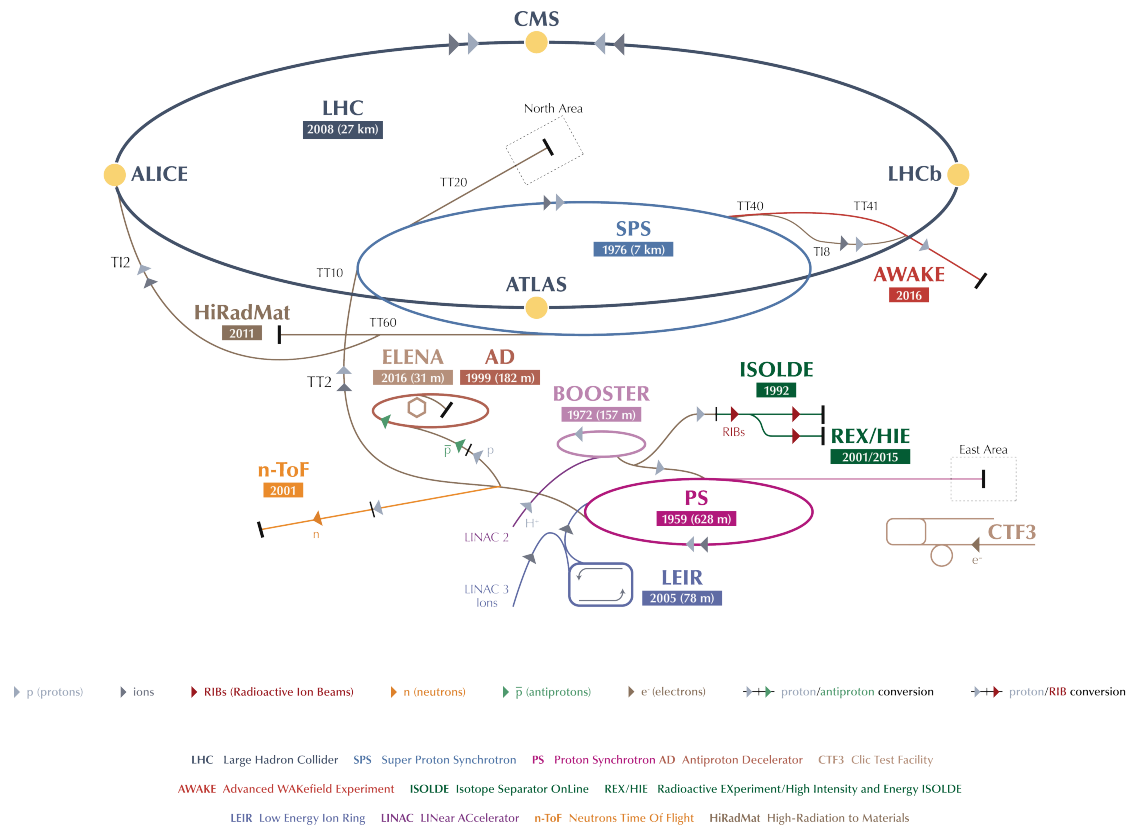 CMS
LHC
2008 (27 km)
North Area
ALICE
LHCb
TT20
TT40
TT41
SPS
1976 (7 km)
TI8
TI2
TT10
AWAKE
2016
ATLAS
HiRadMat
2011
TT60
ELENA
2016 (31 m)
AD
1999 (182 m)
TT2
ISOLDE
1992
BOOSTER
1972 (157 m)
RIBs
REX/HIE
2001/2015
p̅
p
East Area
n-ToF
2001
PS
1959 (628 m)
n
H⁻
LINAC 2
CTF3
e⁻
LEIR
2005 (78 m)
LINAC 3
Ions
p (protons) ions RIBs (Radioactive Ion Beams) n (neutrons) p̅ (antiprotons) e⁻ (electrons) proton/antiproton conversion proton/RIB conversion
LHC Large Hadron Collider SPS Super Proton Synchrotron PS Proton Synchrotron AD Antiproton Decelerator CTF3 Clic Test Facility
AWAKE Advanced WAKefield Experiment ISOLDE Isotope Separator OnLine REX/HIE Radioactive EXperiment/High Intensity and Energy ISOLDE
LEIR Low Energy Ion Ring LINAC LINear ACcelerator n-ToF Neutrons Time Of Flight HiRadMat High-Radiation to Materials